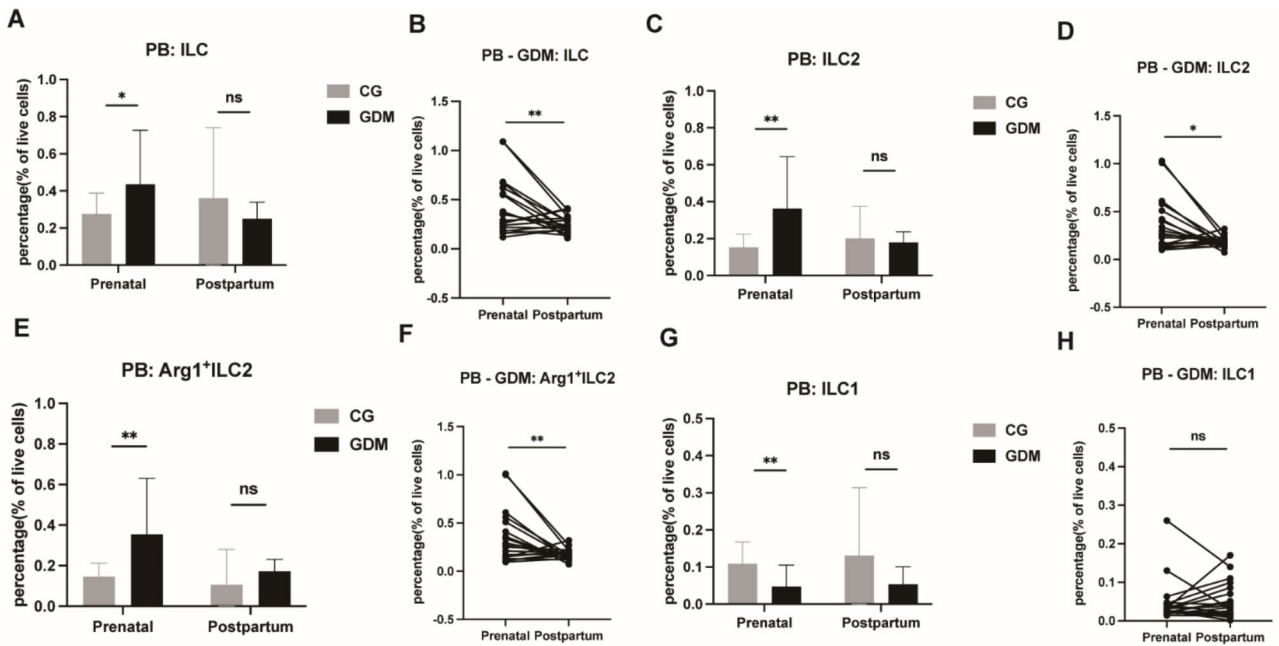 A
PB: ILC
percentage(% of live cells)
1.0
0.8
0.6
0.4
0.2
0.0
*
ns
Prenatal
Postpartum
CG
GDM
B
PB - GDM: ILC
percentage(% of live cells)
1.5
1.0
0.5
0.0
-0.5
**
Prenatal Postpartum
C
PB: ILC2
percentage(% of live cells)
1.0
0.8
0.6
0.4
0.2
0.0
**
ns
Prenatal
Postpartum
CG
GDM
D
PB - GDM: ILC2
percentage(% of live cells)
1.5
1.0
0.5
0.0
-0.5
*
Prenatal Postpartum
E
PB: Arg1⁺ILC2
percentage(% of live cells)
1.0
0.8
0.6
0.4
0.2
0.0
**
ns
Prenatal
Postpartum
CG
GDM
F
PB - GDM: Arg1⁺ILC2
percentage(% of live cells)
1.5
1.0
0.5
0.0
-0.5
**
Prenatal Postpartum
G
PB: ILC1
percentage(% of live cells)
0.5
0.4
0.3
0.2
0.1
0.0
**
ns
Prenatal
Postpartum
CG
GDM
H
PB - GDM: ILC1
percentage(% of live cells)
0.5
0.4
0.3
0.2
0.1
0.0
ns
Prenatal Postpartum